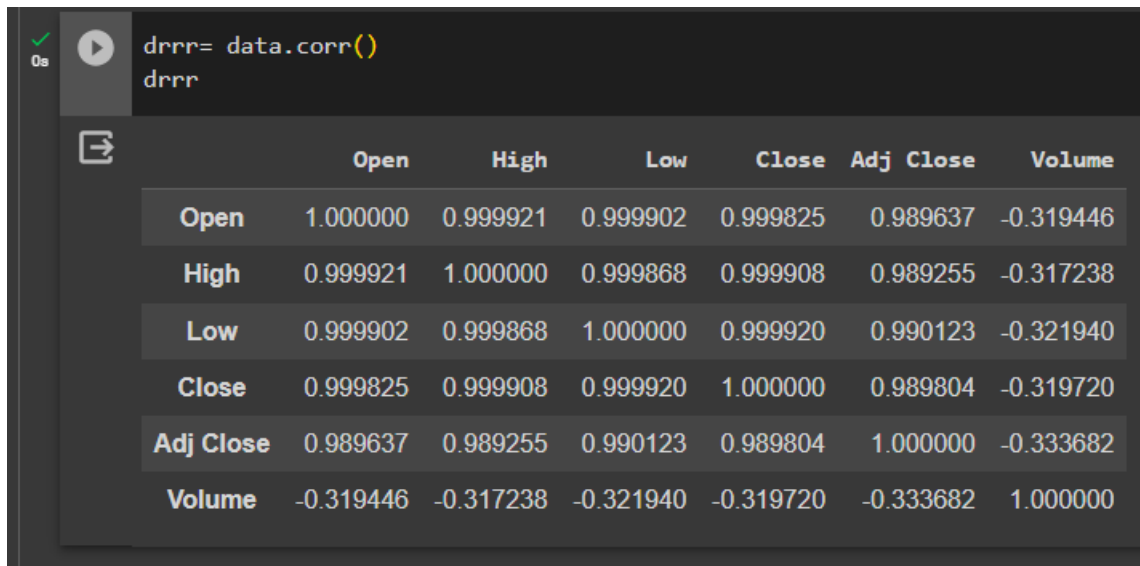 drrr= data.corr()
0s
drrr
Open High Low Close Adj Close Volume
Open 1.000000 0.999921 0.999902 0.999825 0.989637 -0.319446
High 0.999921 1.000000 0.999868 0.999908 0.989255 -0.317238
Low 0.999902 0.999868 1.000000 0.999920 0.990123 -0.321940
Close 0.999825 0.999908 0.999920 1.000000 0.989804 -0.319720
Adj Close 0.989637 0.989255 0.990123 0.989804 1.000000 -0.333682
Volume -0.319446 -0.317238 -0.321940 -0.319720 -0.333682 1.000000